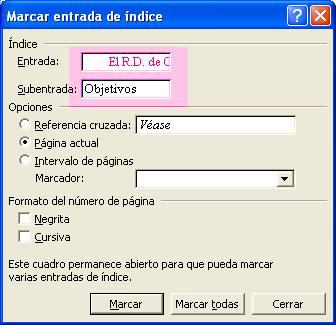 Marcar entrada de índice
Índice
Entrada: El R.D. de
Subentrada: Objetivos
Opciones
Referencia cruzada: Véase
Página actual
Intervalo de páginas
Marcador:
Formato del número de página
Negrita
Cursiva
Este cuadro permanece abierto para que pueda marcar
varias entradas de índice.
Marcar Marcar todas Cerrar